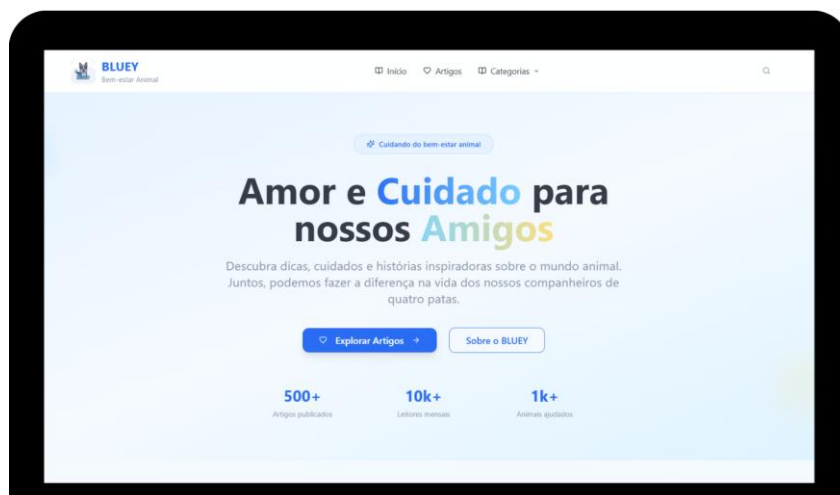 BLUEY
Bem-estar Animal
Início
Artigos
Categorias
Cuidando do bem-estar animal
Amor e Cuidado para
nossos Amigos
Descubra dicas, cuidados e histórias inspiradoras sobre o mundo animal.
Juntos, podemos fazer a diferença na vida dos nossos companheiros de
quatro patas.
Explorar Artigos
Sobre o BLUEY
500+
10k+
1k+
Artigos publicados
Leitores mensais
Animais ajudados